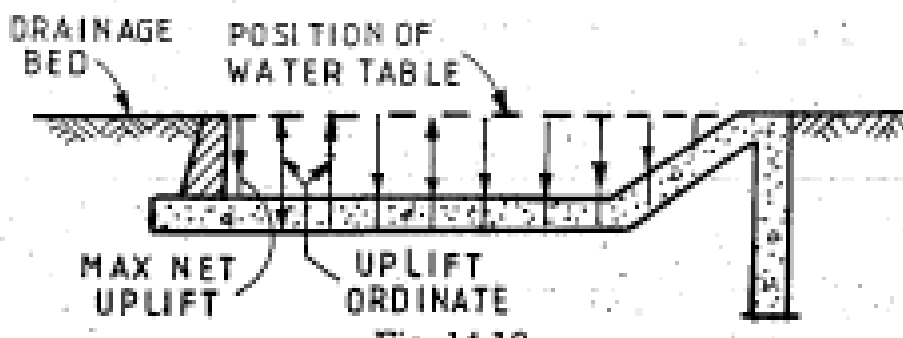 DRAINAGE
BED
POSITION OF
WATER TABLE
MAX NET
UPLIFT
UPLIFT
ORDINATE